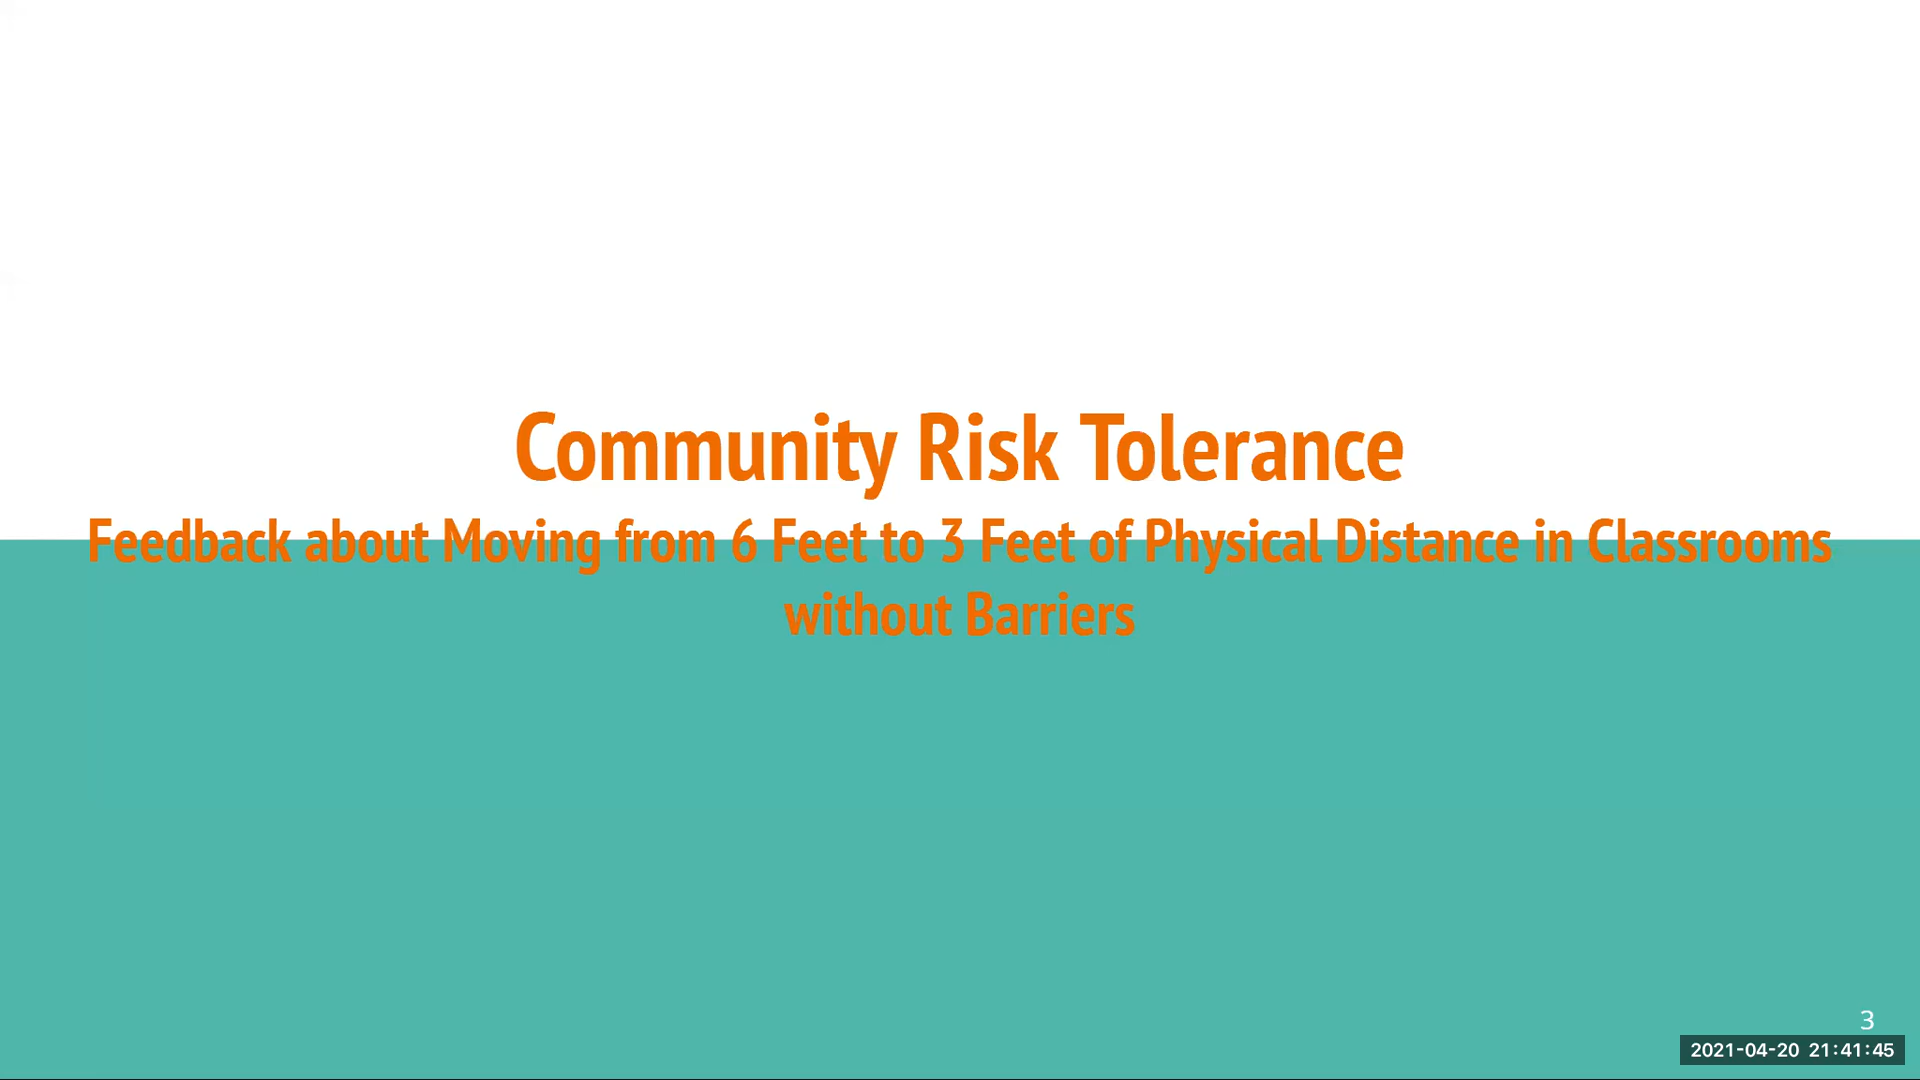 Community Risk Tolerance
Feedback about Moving from 6 Feet to 3 Feet of Physical Distance in Classrooms
without Barriers
3
2021-04-20 21:41:45